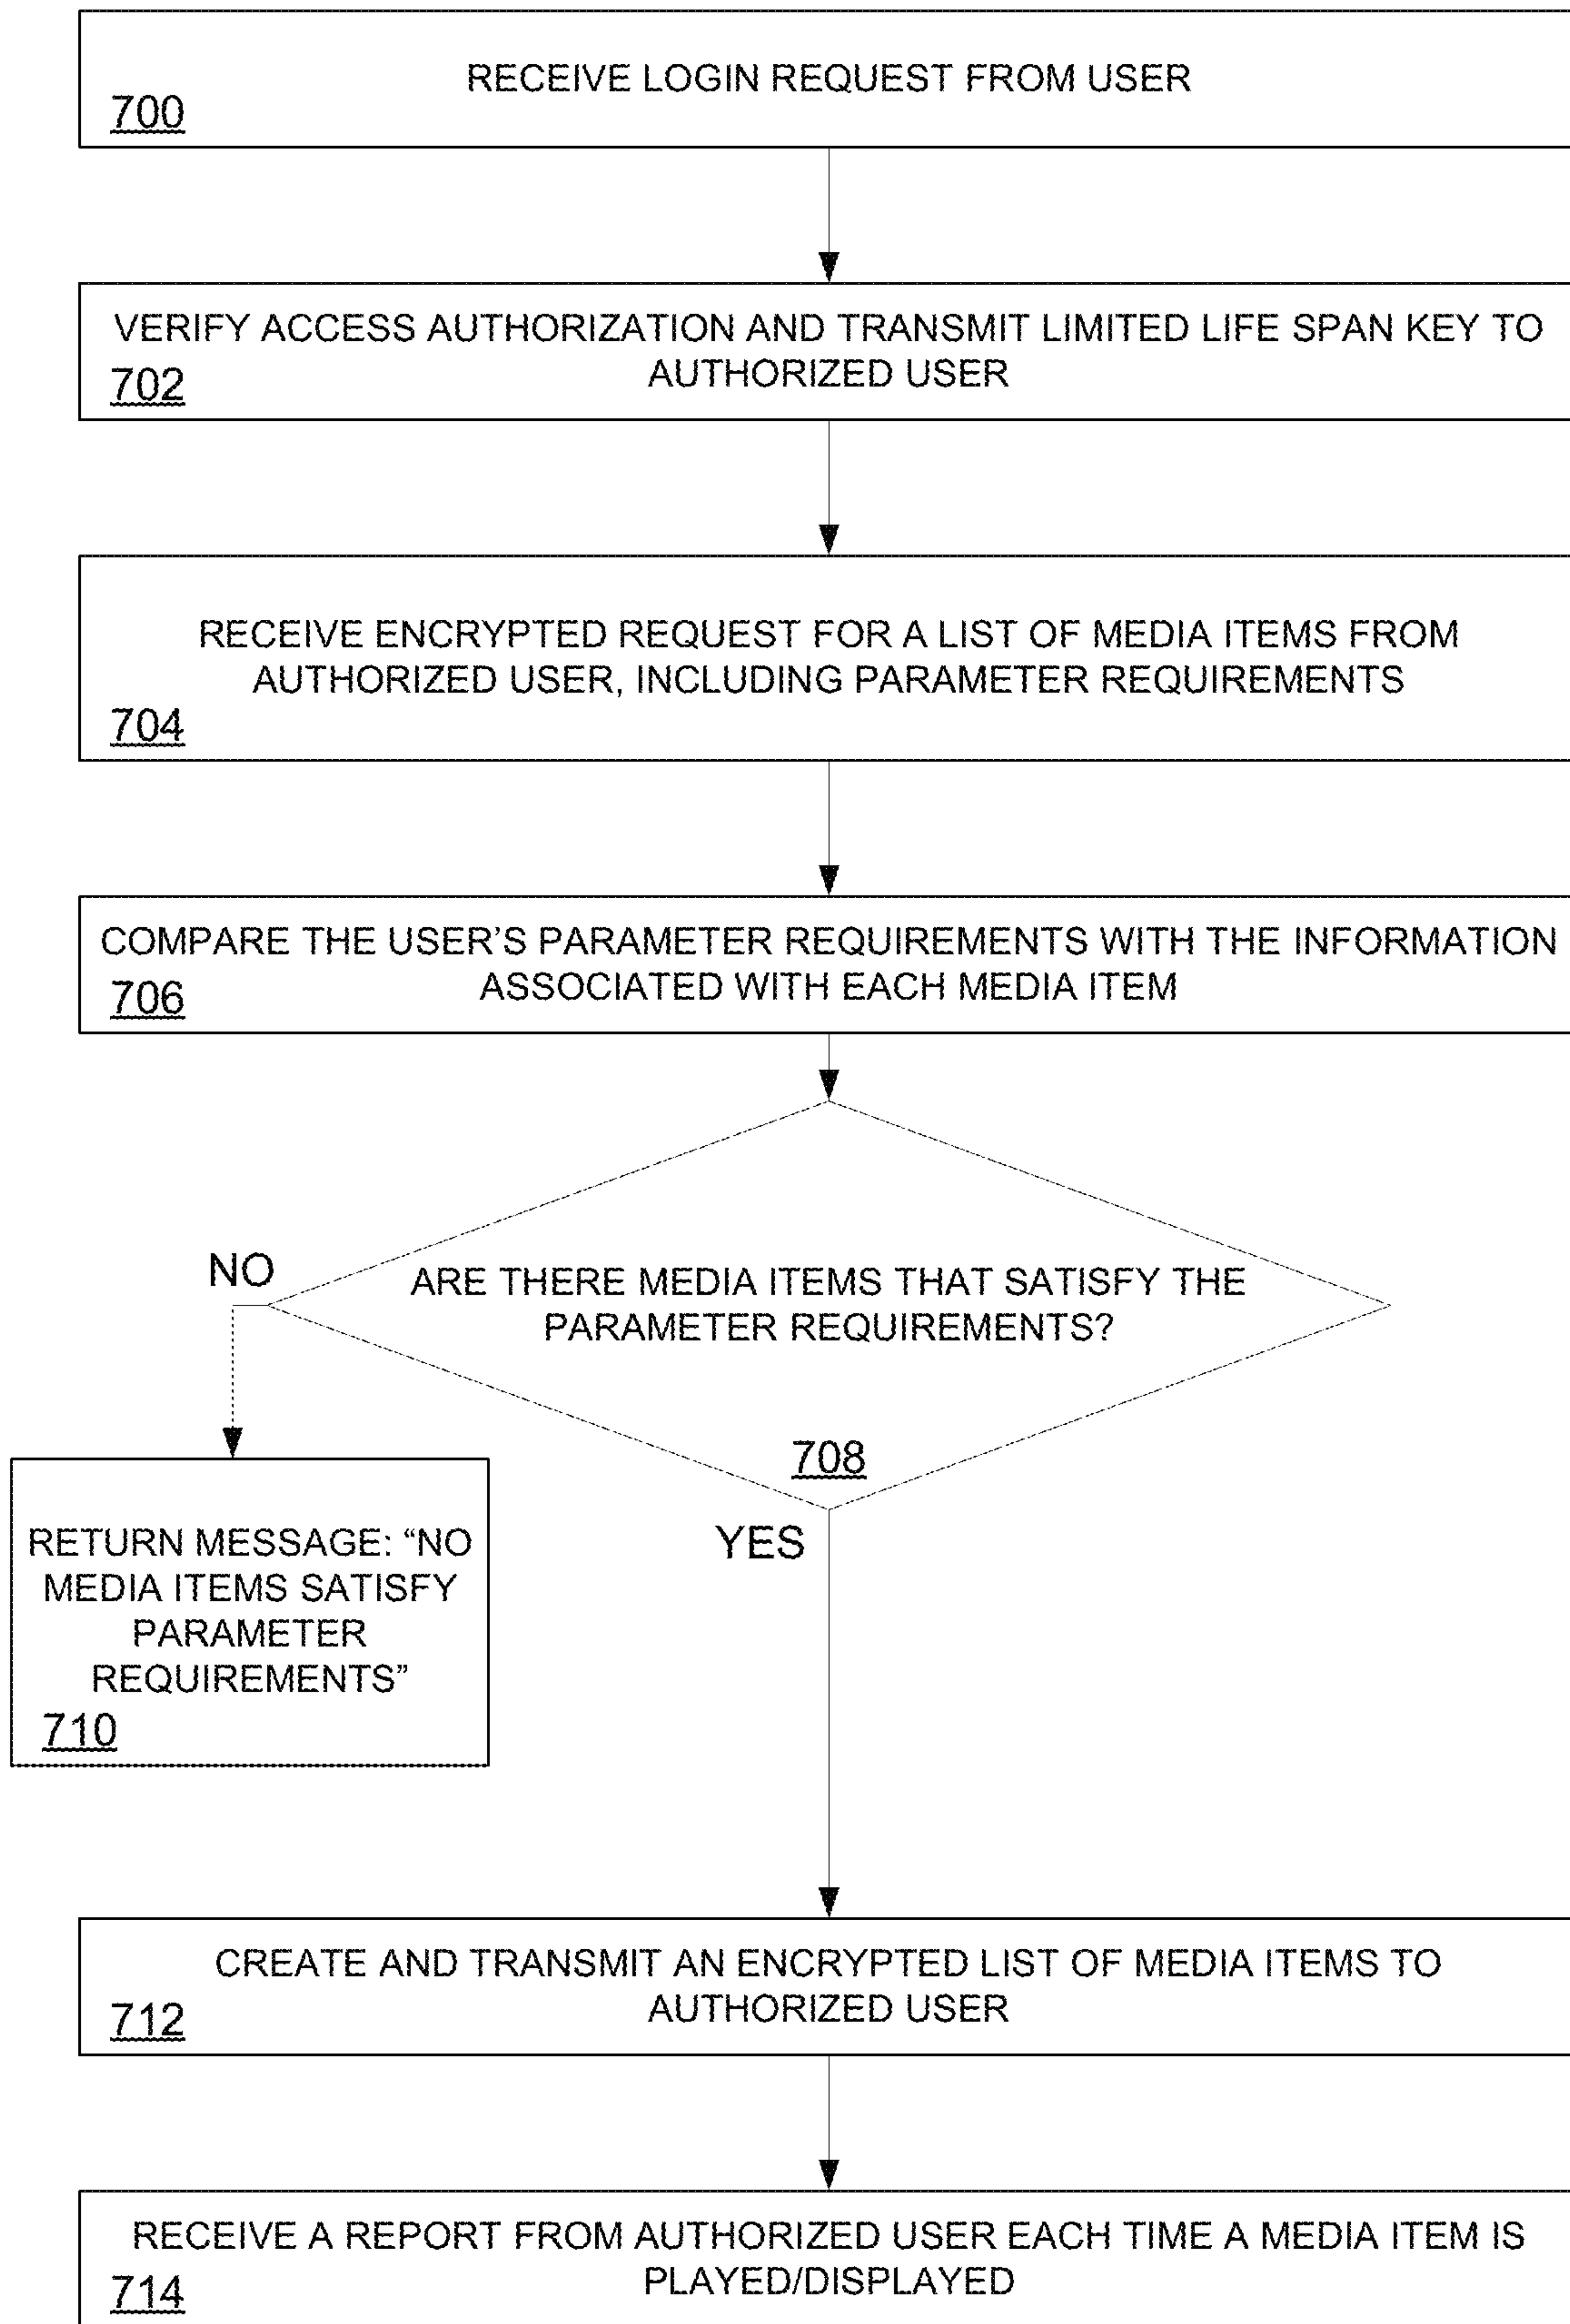 RECEIVE LOGIN REQUEST FROM USER
700
VERIFY ACCESS AUTHORIZATION AND TRANSMIT LIMITED LIFE SPAN KEY TO
AUTHORIZED USER
702
RECEIVE ENCRYPTED REQUEST FOR A LIST OF MEDIA ITEMS FROM
AUTHORIZED USER, INCLUDING PARAMETER REQUIREMENTS
704
COMPARE THE USER’S PARAMETER REQUIREMENTS WITH THE INFORMATION
ASSOCIATED WITH EACH MEDIA ITEM
706
NO
ARE THERE MEDIA ITEMS THAT SATISFY THE
PARAMETER REQUIREMENTS?
708
YES
RETURN MESSAGE: “NO
MEDIA ITEMS SATISFY
PARAMETER
REQUIREMENTS”
710
CREATE AND TRANSMIT AN ENCRYPTED LIST OF MEDIA ITEMS TO
AUTHORIZED USER
712
RECEIVE A REPORT FROM AUTHORIZED USER EACH TIME A MEDIA ITEM IS
PLAYED/DISPLAYED
714